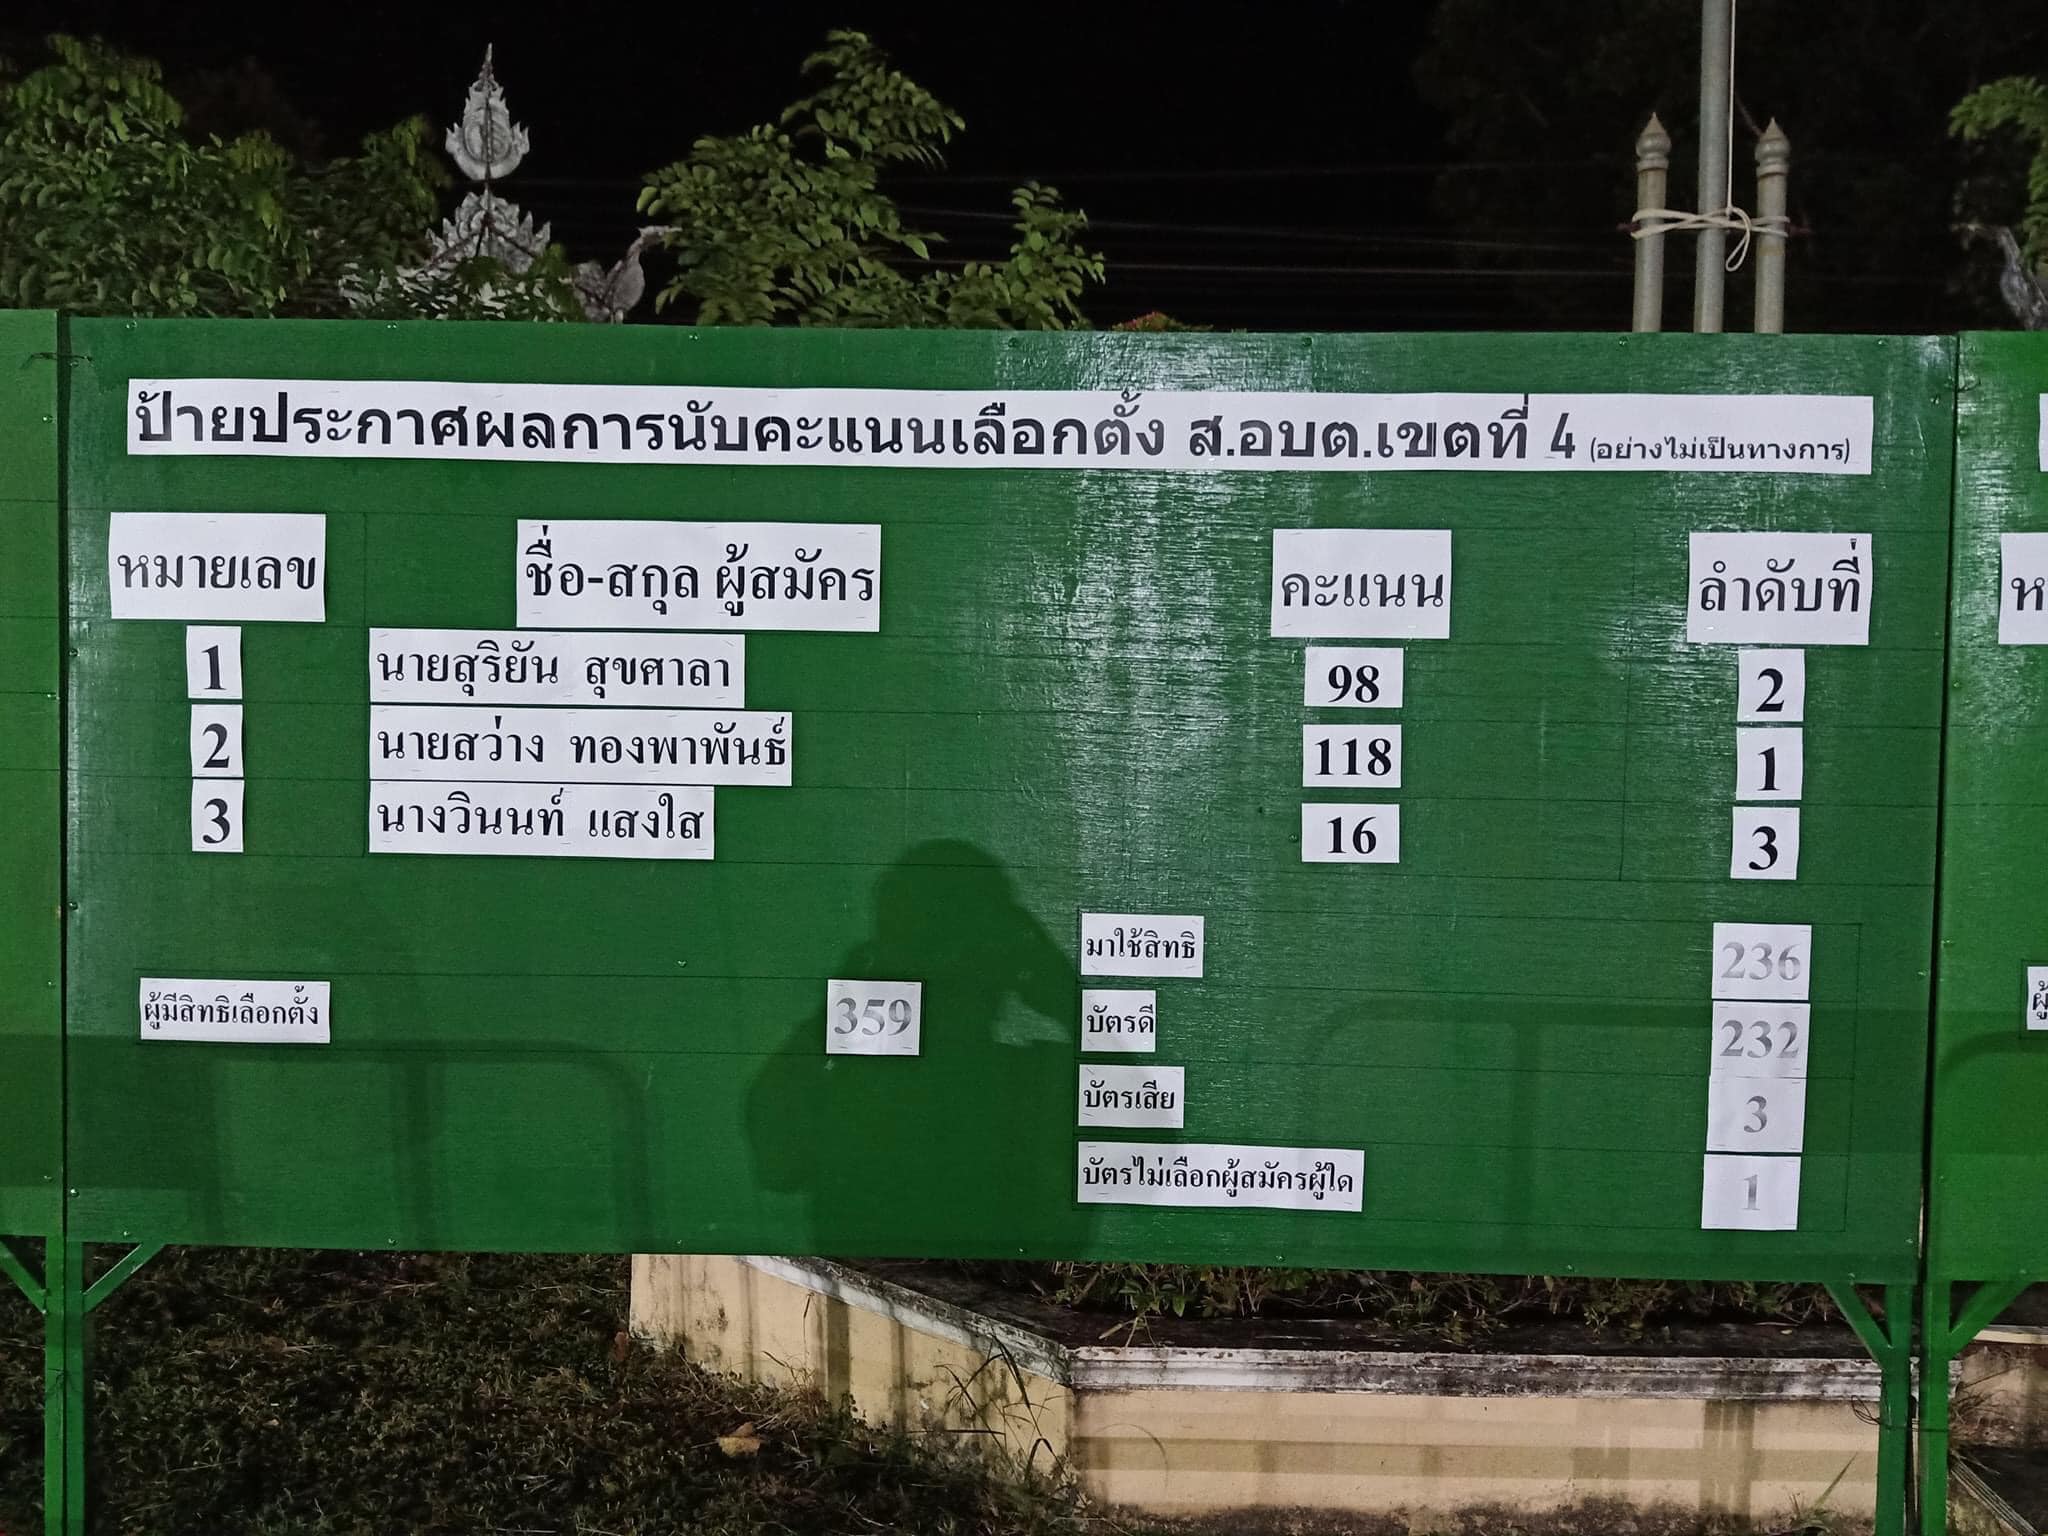 ป้ายประกาศผลการนับคะแนนเลือกตั้ง ส.อบต.เขตที่ 4 (อย่างไม่เป็นทางการ)
หมายเลข ชื่อ-สกุล ผู้สมัคร คะแนน ลำดับที่
1 นายสุริยัน สุขศาลา 98 2
2 นายสว่าง ทองพาพันธ์ 118 1
3 นางวินนท์ แสงใส 16 3
มาใช้สิทธิ 236
ผู้มีสิทธิเลือกตั้ง 359 บัตรดี 232
บัตรเสีย 3
บัตรไม่เลือกผู้สมัครผู้ใด 1